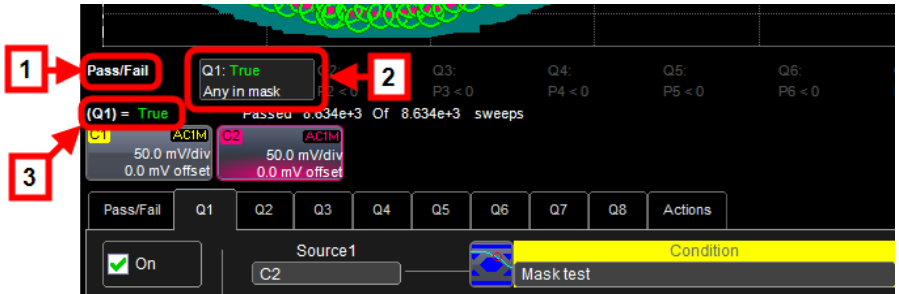 1
Pass/Fail
Q1: True
Any in mask
P2 < 0
2
Q3:
P3 < 0
Q4:
P4 < 0
Q5:
P5 < 0
Q6:
P6 < 0
(Q1) = True
Passed 8.634e+3 Of 8.634e+3 sweeps
3
C1 AC1M
50.0 mV/div
0.0 mV offset
C2 AC1M
50.0 mV/div
0.0 mV offset
Pass/Fail Q1 Q2 Q3 Q4 Q5 Q6 Q7 Q8 Actions
On
Source1
C2
Condition
Mask test